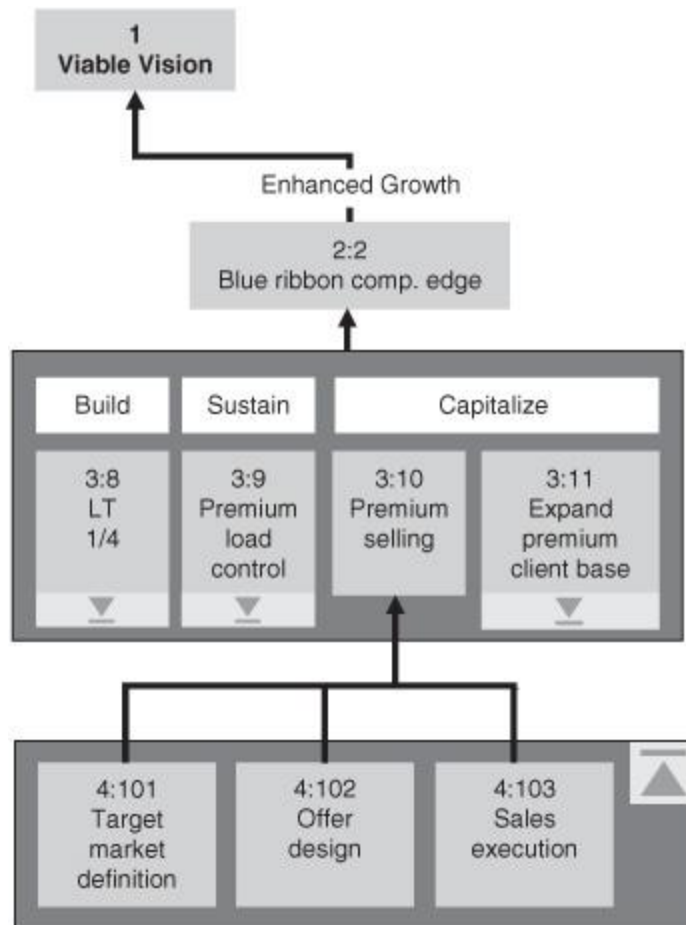 1
Viable Vision
Enhanced Growth
2:2
Blue ribbon comp. edge
Build
Sustain
Capitalize
3:8
LT
1/4
3:9
Premium
load
control
3:10
Premium
selling
3:11
Expand
premium
client base
4:101
Target
market
definition
4:102
Offer
design
4:103
Sales
execution